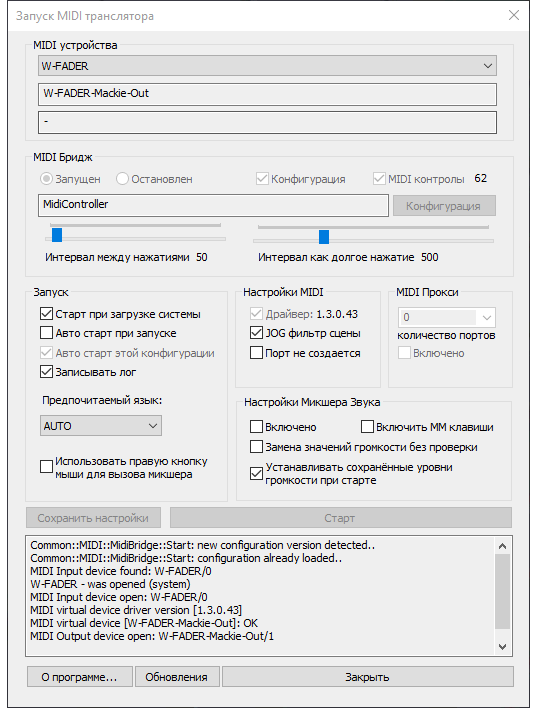 Запуск MIDI транслятора
MIDI устройства
W-FADER
W-FADER-Mackie-Out
-
MIDI Бридж
Запущен Остановлен Конфигурация MIDI контролы 62
MidiController Конфигурация
Интервал между нажатиями 50 Интервал как долгое нажатие 500
Запуск
Старт при загрузке системы
Авто старт при запуске
Авто старт этой конфигурации
Записывать лог
Предпочитаемый язык:
AUTO
Использовать правую кнопку
мыши для вызова микшера
Настройки MIDI
Драйвер: 1.3.0.43
JOG фильтр сцены
Порт не создается
MIDI Прокси
0
количество портов
Включено
Настройки Микшера Звука
Включено Включить ММ клавиши
Замена значений громкости без проверки
Устанавливать сохранённые уровни
громкости при старте
Сохранить настройки Старт
Common::MIDI::MidiBridge::Start: new configuration version detected..
Common::MIDI::MidiBridge::Start: configuration already loaded..
MIDI Input device found: W-FADER/0
W-FADER - was opened (system)
MIDI Input device open: W-FADER/0
MIDI virtual device driver version [1.3.0.43]
MIDI virtual device [W-FADER-Mackie-Out]: OK
MIDI Output device open: W-FADER-Mackie-Out/1
О программе... Обновления Закрыть